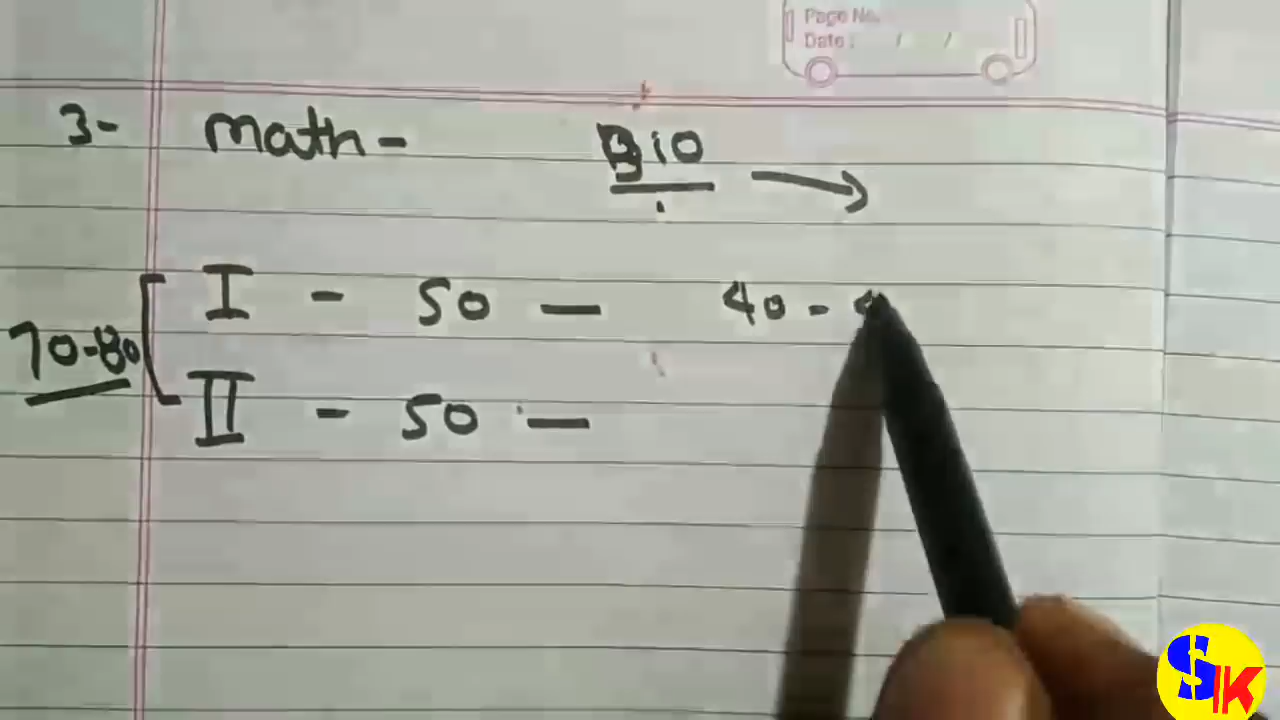 Page No.
Date : / /
3- math- Bio →
I - 50 - 40 -
70-80
II - 50 -
SK